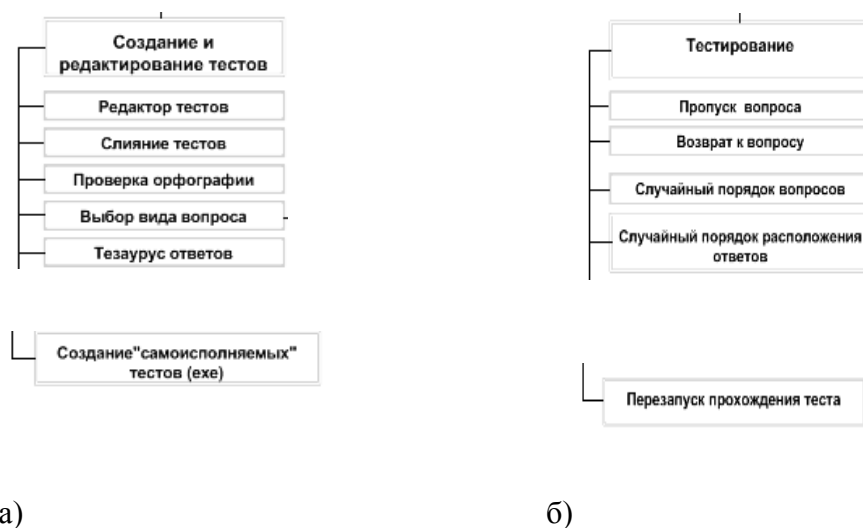 Создание и
редактирование тестов
Редактор тестов
Слияние тестов
Проверка орфографии
Выбор вида вопроса
Тезаурус ответов
Создание"самоисполняемых"
тестов (exe)
а)
Тестирование
Пропуск вопроса
Возврат к вопросу
Случайный порядок вопросов
Случайный порядок расположения
ответов
Перезапуск прохождения теста
б)